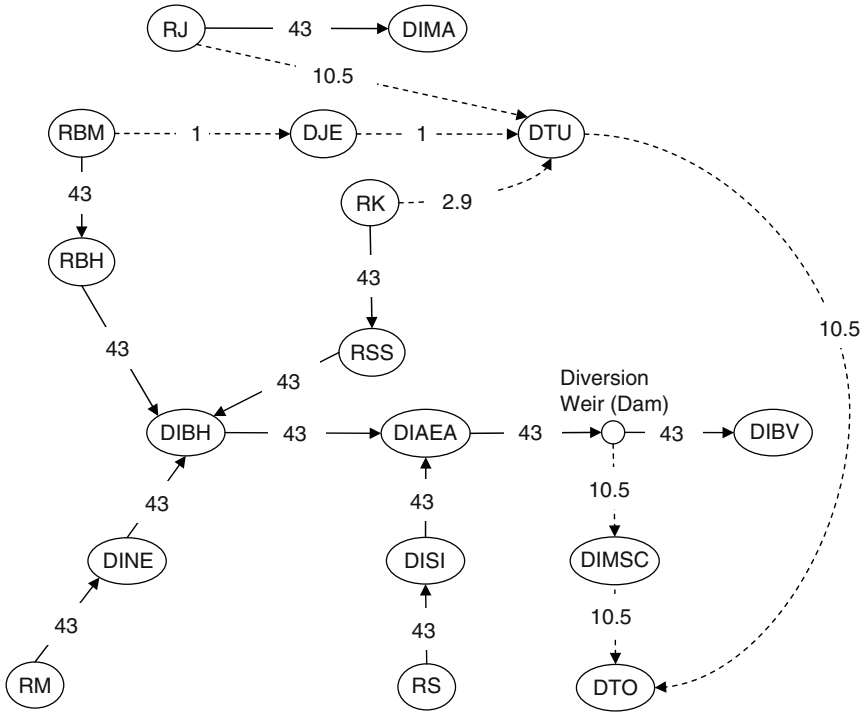 RJ 43 DIMA
10.5
RBM 1 DJE 1 DTU
43
RK 2.9
RBH
43
10.5
43
RSS
43
Diversion
Weir (Dam)
DIBH 43 DIAEA 43 43 DIBV
43
43
10.5
DINE
DISI
DIMSC
43
43
10.5
RM
RS
DTO